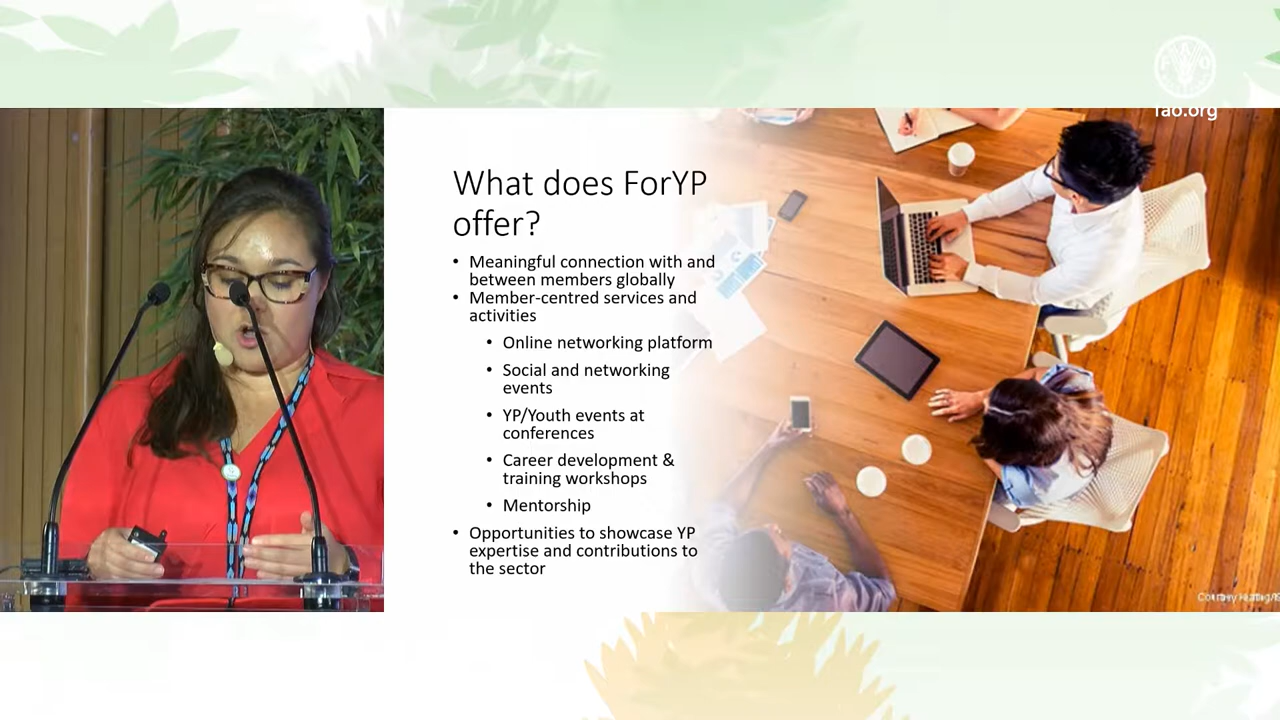 FAO
fao.org
What does ForYP
offer?
• Meaningful connection with and
between members globally
• Member-centred services and
activities
• Online networking platform
• Social and networking
events
• YP/Youth events at
conferences
• Career development &
training workshops
• Mentorship
• Opportunities to showcase YP
expertise and contributions to
the sector